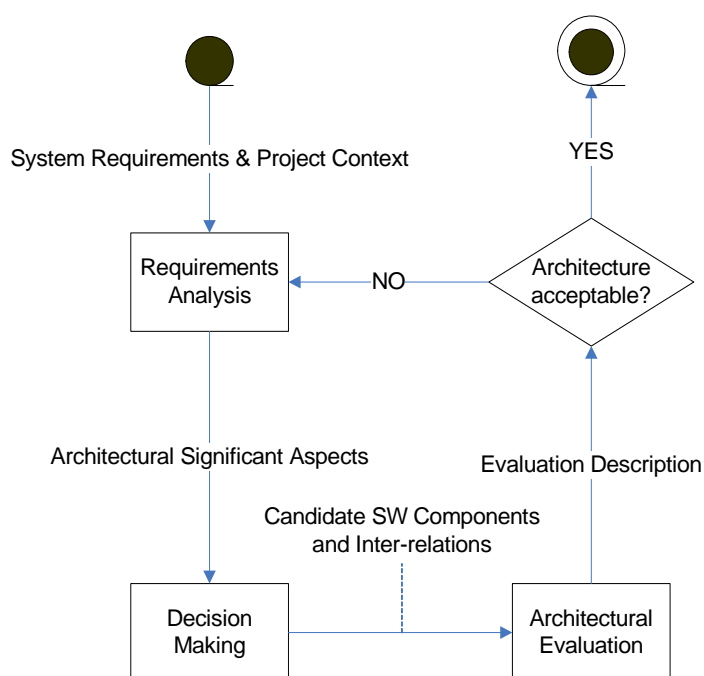 System Requirements & Project Context
YES
Requirements
Analysis
NO
Architecture
acceptable?
Architectural Significant Aspects
Evaluation Description
Candidate SW Components
and Inter-relations
Decision
Making
Architectural
Evaluation